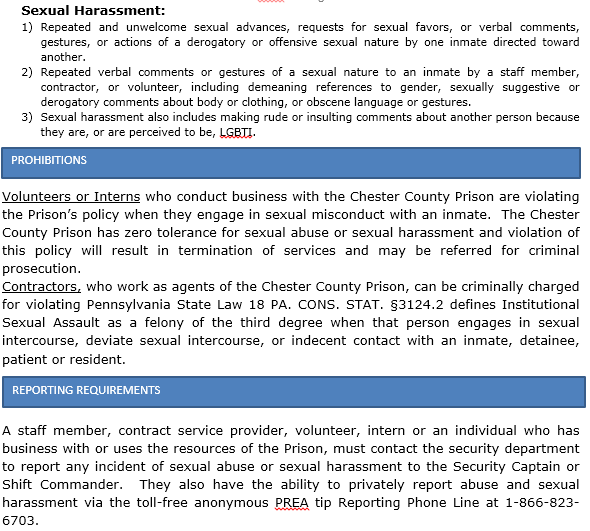 Sexual Harassment:
1) Repeated and unwelcome sexual advances, requests for sexual favors, or verbal comments,
gestures, or actions of a derogatory or offensive sexual nature by one inmate directed toward
another.
2) Repeated verbal comments or gestures of a sexual nature to an inmate by a staff member,
contractor, or volunteer, including demeaning references to gender, sexually suggestive or
derogatory comments about body or clothing, or obscene language or gestures.
3) Sexual harassment also includes making rude or insulting comments about another person because
they are, or are perceived to be, LGBTI.
PROHIBITIONS
Volunteers or Interns who conduct business with the Chester County Prison are violating
the Prison's policy when they engage in sexual misconduct with an inmate. The Chester
County Prison has zero tolerance for sexual abuse or sexual harassment and violation of
this policy will result in termination of services and may be referred for criminal
prosecution.
Contractors, who work as agents of the Chester County Prison, can be criminally charged
for violating Pennsylvania State Law 18 PA. CONS. STAT. §3124.2 defines Institutional
Sexual Assault as a felony of the third degree when that person engages in sexual
intercourse, deviate sexual intercourse, or indecent contact with an inmate, detainee,
patient or resident.
REPORTING REQUIREMENTS
A staff member, contract service provider, volunteer, intern or an individual who has
business with or uses the resources of the Prison, must contact the security department
to report any incident of sexual abuse or sexual harassment to the Security Captain or
Shift Commander. They also have the ability to privately report abuse and sexual
harassment via the toll-free anonymous PREA tip Reporting Phone Line at 1-866-823-
6703.